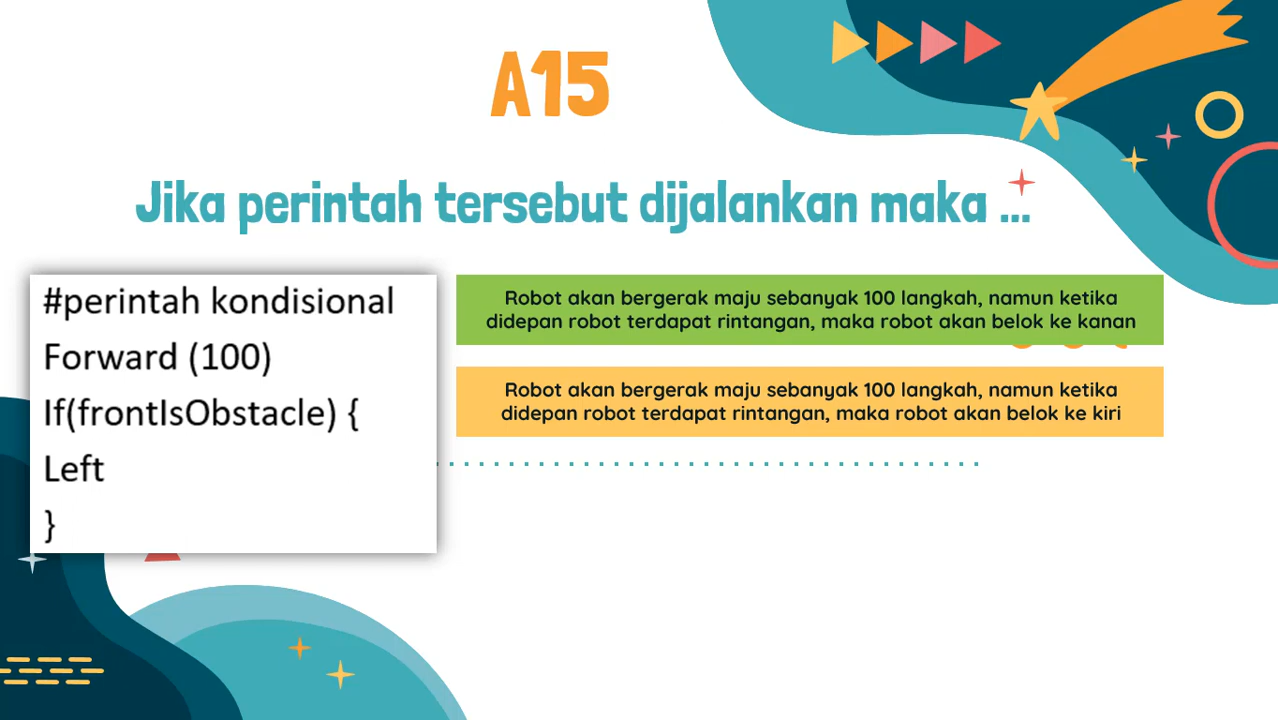 A15
Jika perintah tersebut dijalankan maka ...
#perintah kondisional
Forward (100)
If(frontIsObstacle) {
Left
}
Robot akan bergerak maju sebanyak 100 langkah, namun ketika
didepan robot terdapat rintangan, maka robot akan belok ke kanan
Robot akan bergerak maju sebanyak 100 langkah, namun ketika
didepan robot terdapat rintangan, maka robot akan belok ke kiri